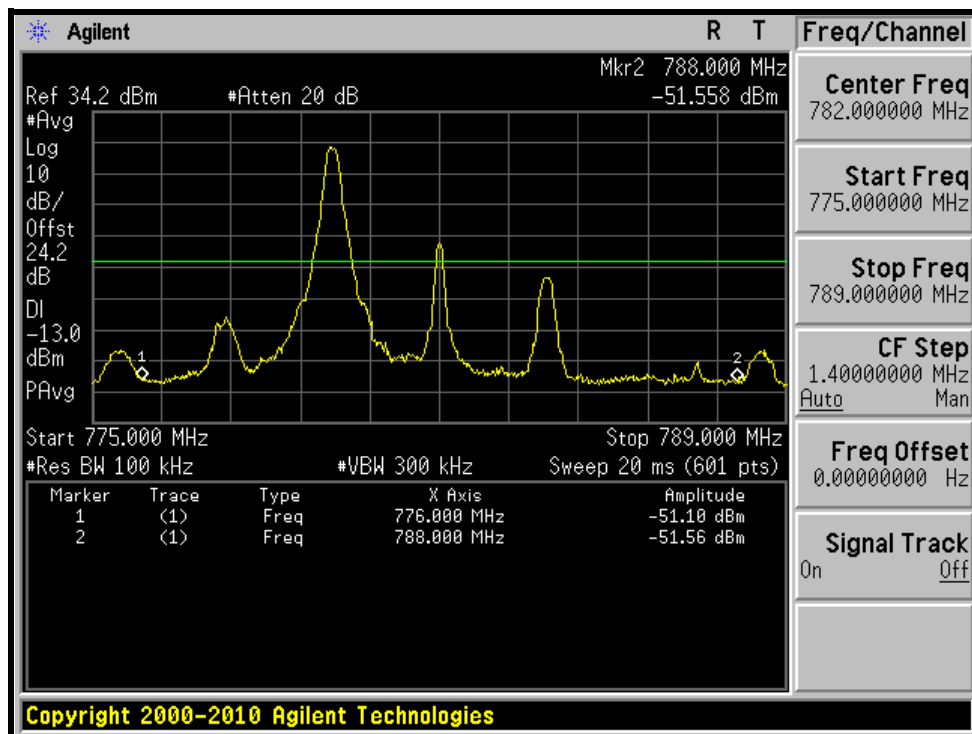 Agilent R T
Mkr2 788.000 MHz
Ref 34.2 dBm #Atten 20 dB -51.558 dBm
#Avg
Log
10
dB/
Offst
24.2
dB
DI
-13.0
dBm
PAvg
1
2
Start 775.000 MHz Stop 789.000 MHz
#Res BW 100 kHz #VBW 300 kHz Sweep 20 ms (601 pts)
Marker Trace Type X Axis Amplitude
1 (1) Freq 776.000 MHz -51.10 dBm
2 (1) Freq 788.000 MHz -51.56 dBm
Freq/Channel
Center Freq
782.000000 MHz
Start Freq
775.000000 MHz
Stop Freq
789.000000 MHz
CF Step
1.40000000 MHz
Auto Man
Freq Offset
0.00000000 Hz
Signal Track
On Off
Copyright 2000-2010 Agilent Technologies